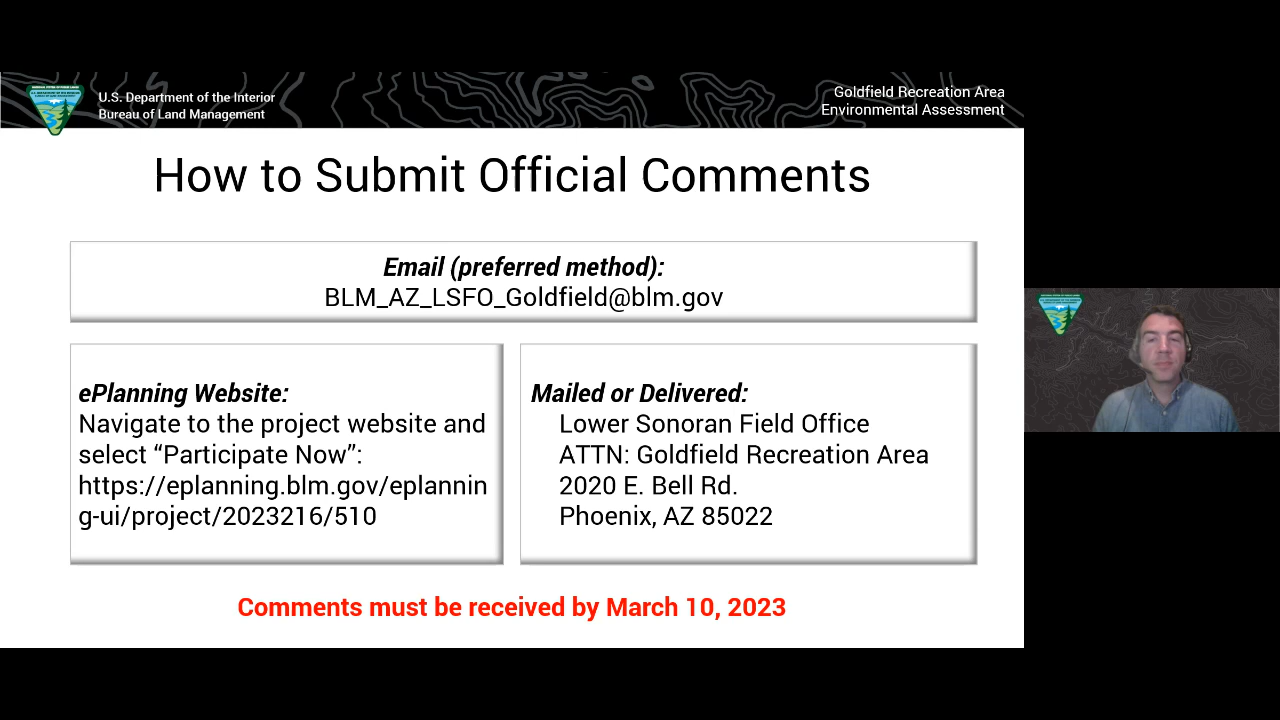 U.S. Department of the Interior
Bureau of Land Management
Goldfield Recreation Area
Environmental Assessment
How to Submit Official Comments
Email (preferred method):
BLM_AZ_LSFO_Goldfield@blm.gov
ePlanning Website:
Navigate to the project website and
select “Participate Now”:
https://eplanning.blm.gov/eplannin
g-ui/project/2023216/510
Mailed or Delivered:
Lower Sonoran Field Office
ATTN: Goldfield Recreation Area
2020 E. Bell Rd.
Phoenix, AZ 85022
Comments must be received by March 10, 2023